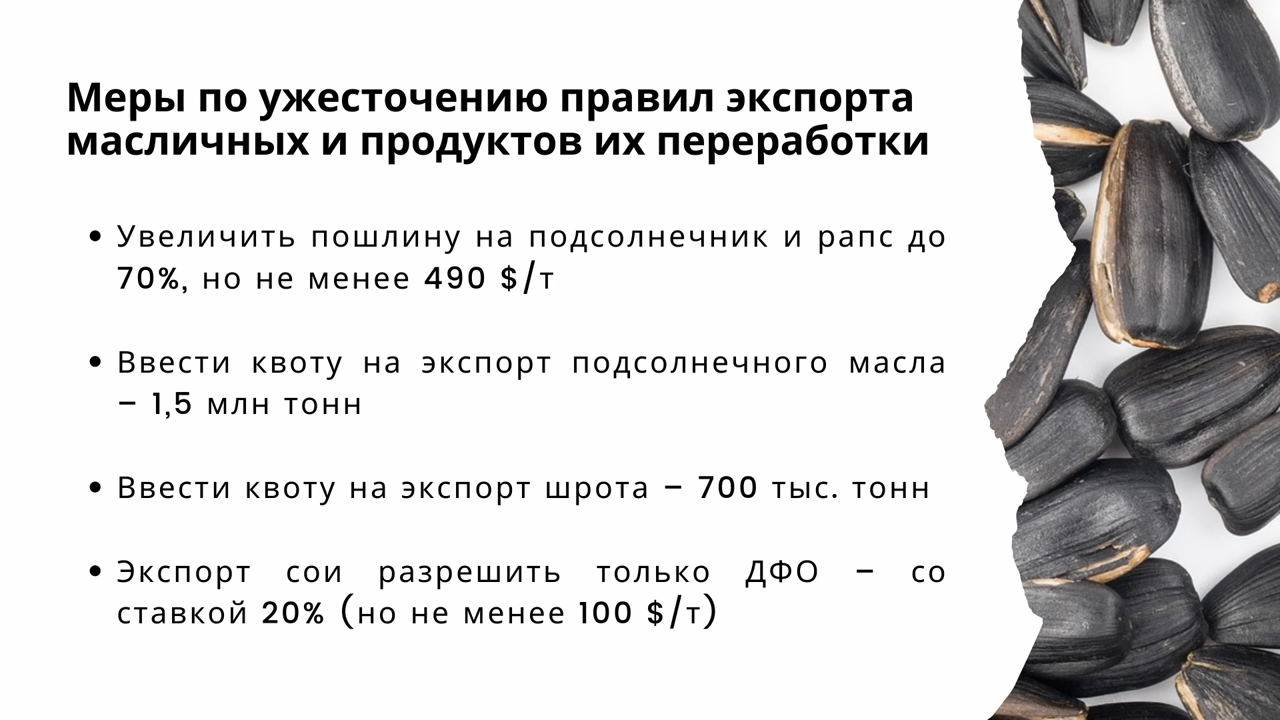 Меры по ужесточению правил экспорта
масличных и продуктов их переработки
• Увеличить пошлину на подсолнечник и рапс до
70%, но не менее 490 $/т
• Ввести квоту на экспорт подсолнечного масла
– 1,5 млн тонн
• Ввести квоту на экспорт шрота – 700 тыс. тонн
• Экспорт сои разрешить только ДФО – со
ставкой 20% (но не менее 100 $/т)